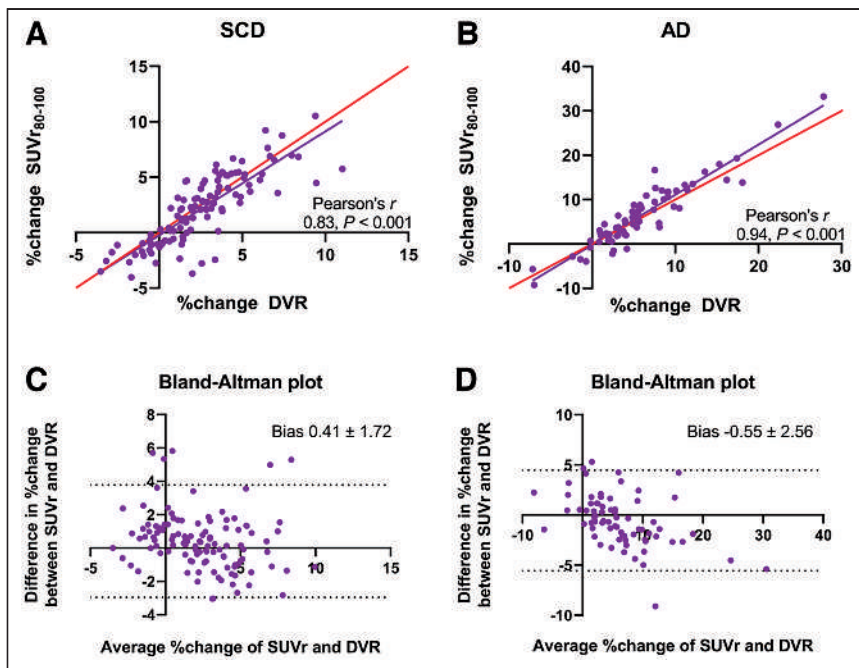 A
SCD
15
10
5
-5
-5
5
10
15
%change SUVr80-100
Pearson's r
0.83, P < 0.001
%change DVR
B
AD
40
30
20
10
-10
-10
10
20
30
%change SUVr80-100
Pearson's r
0.94, P < 0.001
%change DVR
C
Bland-Altman plot
8
6
4
2
-2
-4
-5
5
10
15
Difference in %change
between SUVr and DVR
Bias 0.41 ± 1.72
Average %change of SUVr and DVR
D
Bland-Altman plot
10
5
-5
-10
-10
10
20
30
40
Difference in %change
between SUVr and DVR
Bias -0.55 ± 2.56
Average %change of SUVr and DVR